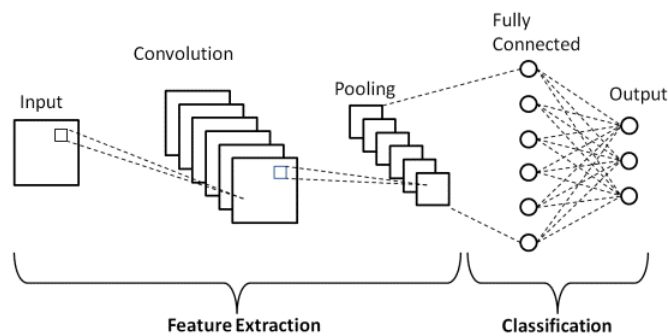 Input
Convolution
Pooling
Fully
Connected
Output
Feature Extraction
Classification